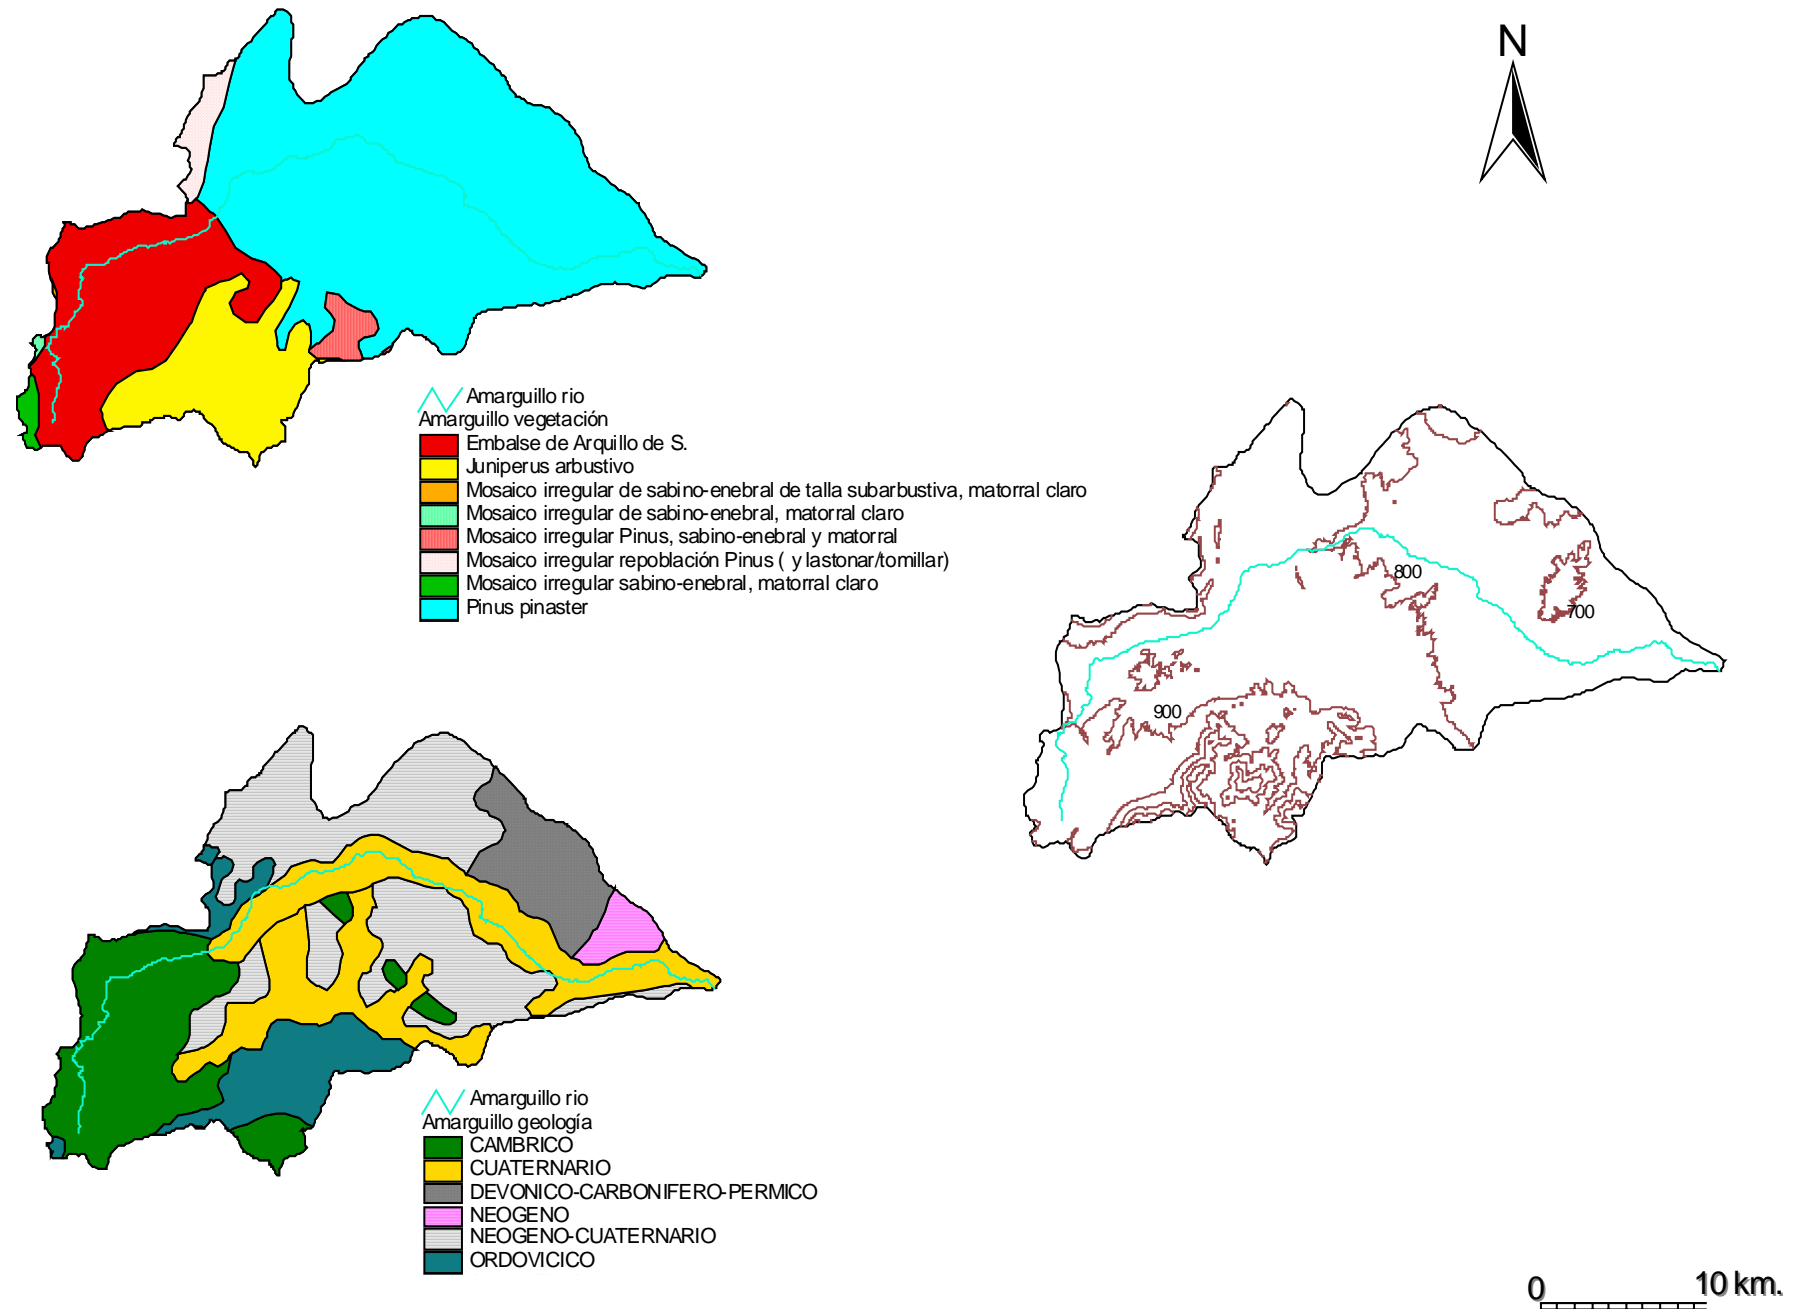 N
Amarguillo rio
Amarguillo vegetación
Embalse de Arquillo de S.
Juniperus arbustivo
Mosaico irregular de sabino-enebral de talla subarbustiva, matorral claro
Mosaico irregular de sabino-enebral, matorral claro
Mosaico irregular Pinus, sabino-enebral y matorral
Mosaico irregular repoblación Pinus ( y lastonar/tomillar)
Mosaico irregular sabino-enebral, matorral claro
Pinus pinaster
800
700
900
Amarguillo rio
Amarguillo geología
CAMBRICO
CUATERNARIO
DEVONICO-CARBONIFERO-PERMICO
NEOGENO
NEOGENO-CUATERNARIO
ORDOVICICO
0 10 km.